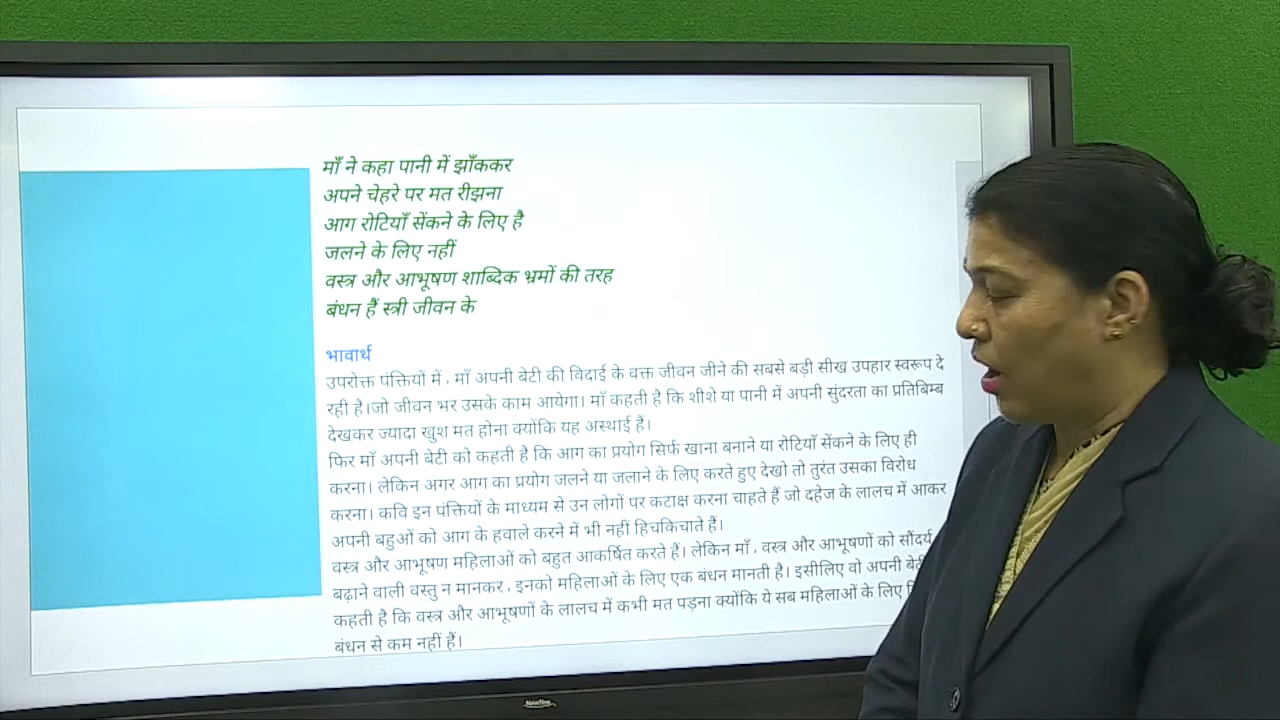 माँ ने कहा पानी में झाँककर
अपने चेहरे पर मत रीझना
आग रोटियाँ सेंकने के लिए है
जलने के लिए नहीं
वस्त्र और आभूषण शाब्दिक भ्रमों की तरह
बंधन हैं स्त्री जीवन के
भावार्थ
उपरोक्त पंक्तियों में , माँ अपनी बेटी की विदाई के वक्त जीवन जीने की सबसे बड़ी सीख उपहार स्वरूप दे
रही है।जो जीवन भर उसके काम आयेगा। माँ कहती है कि शीशे या पानी में अपनी सुंदरता का प्रतिबिम्ब
देखकर ज्यादा खुश मत होना क्योंकि यह अस्थाई हैं।
फिर माँ अपनी बेटी को कहती है कि आग का प्रयोग सिर्फ खाना बनाने या रोटियाँ सेंकने के लिए ही
करना। लेकिन अगर आग का प्रयोग जलने या जलाने के लिए करते हुए देखो तो तुरंत उसका विरोध
करना। कवि इन पंक्तियों के माध्यम से उन लोगों पर कटाक्ष करना चाहते हैं जो दहेज के लालच में आकर
अपनी बहुओं को आग के हवाले करने में भी नहीं हिचकिचाते हैं।
वस्त्र और आभूषण महिलाओं को बहुत आकर्षित करते हैं। लेकिन माँ , वस्त्र और आभूषणों को सौंदर्य
बढ़ाने वाली वस्तु न मानकर , इनको महिलाओं के लिए एक बंधन मानती है। इसीलिए वो अपनी
कहती है कि वस्त्र और आभूषणों के लालच में कभी मत पड़ना क्योंकि ये सब महिलाओं के लिए
बंधन से कम नहीं हैं।
Newline